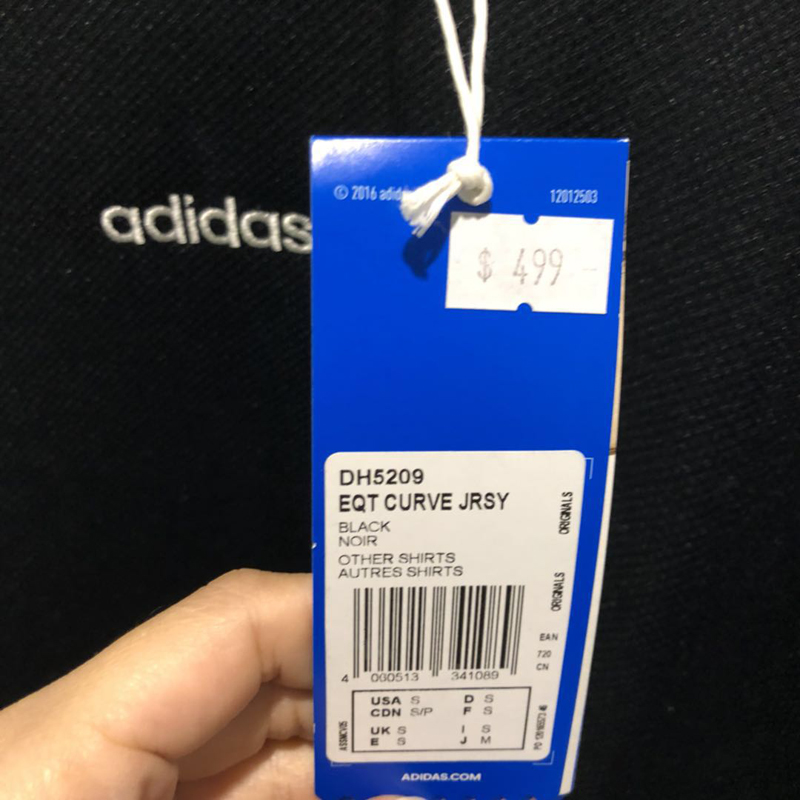 adidas
© 2016 adid
12012503
$ 499
DH5209
EQT CURVE JRSY
BLACK
NOIR
OTHER SHIRTS
AUTRES SHIRTS
ORIGINALS
ORIGINALS
EAN
720
CN
4 060513 341089
USA S D S
CDN S/P F S
UK S I S
E S J M
ADIDAS.COM